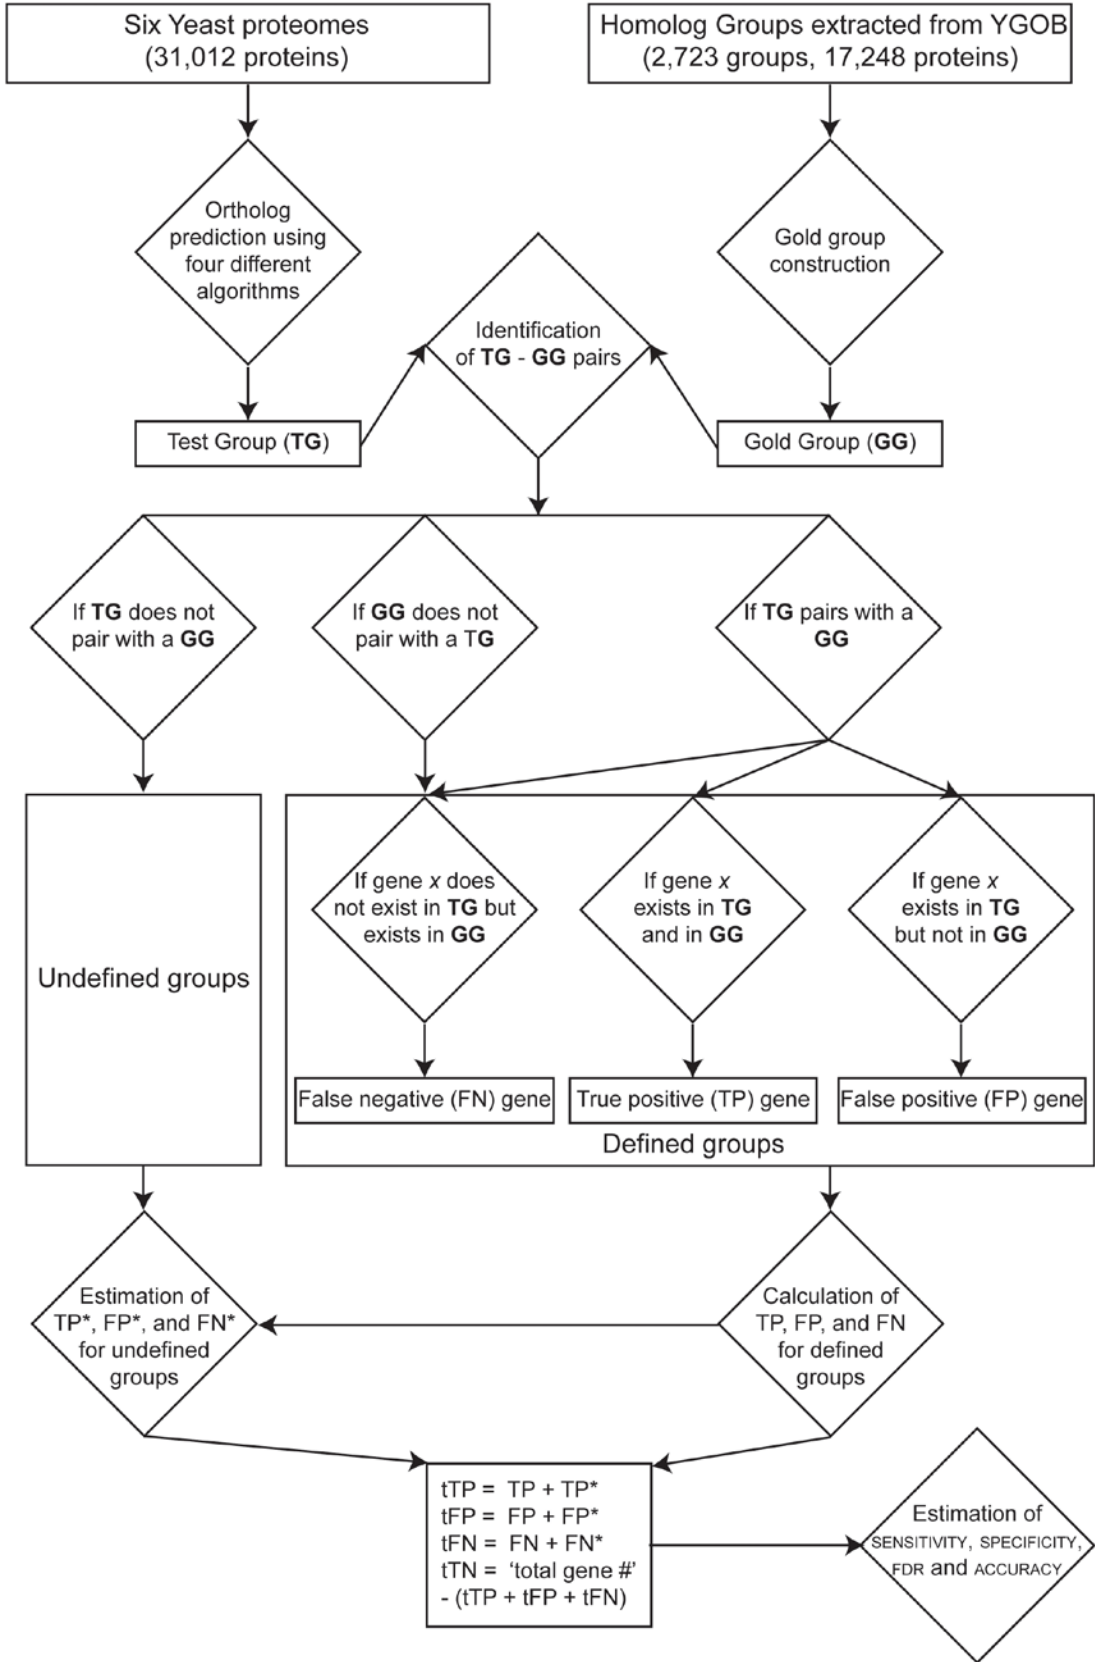 Six Yeast proteomes
(31,012 proteins)
Homolog Groups extracted from YGOB
(2,723 groups, 17,248 proteins)
Ortholog
prediction using
four different
algorithms
Gold group
construction
Identification
of TG - GG pairs
Test Group (TG)
Gold Group (GG)
If TG does not
pair with a GG
If GG does not
pair with a TG
If TG pairs with a
GG
Undefined groups
If gene x does
not exist in TG but
exists in GG
If gene x
exists in TG
and in GG
If gene x
exists in TG
but not in GG
False negative (FN) gene
True positive (TP) gene
False positive (FP) gene
Defined groups
Estimation of
TP*, FP*, and FN*
for undefined
groups
Calculation of
TP, FP, and FN
for defined
groups
tTP = TP + TP*
tFP = FP + FP*
tFN = FN + FN*
tTN = 'total gene #'
- (tTP + tFP + tFN)
Estimation of
SENSITIVITY, SPECIFICITY,
FDR and ACCURACY